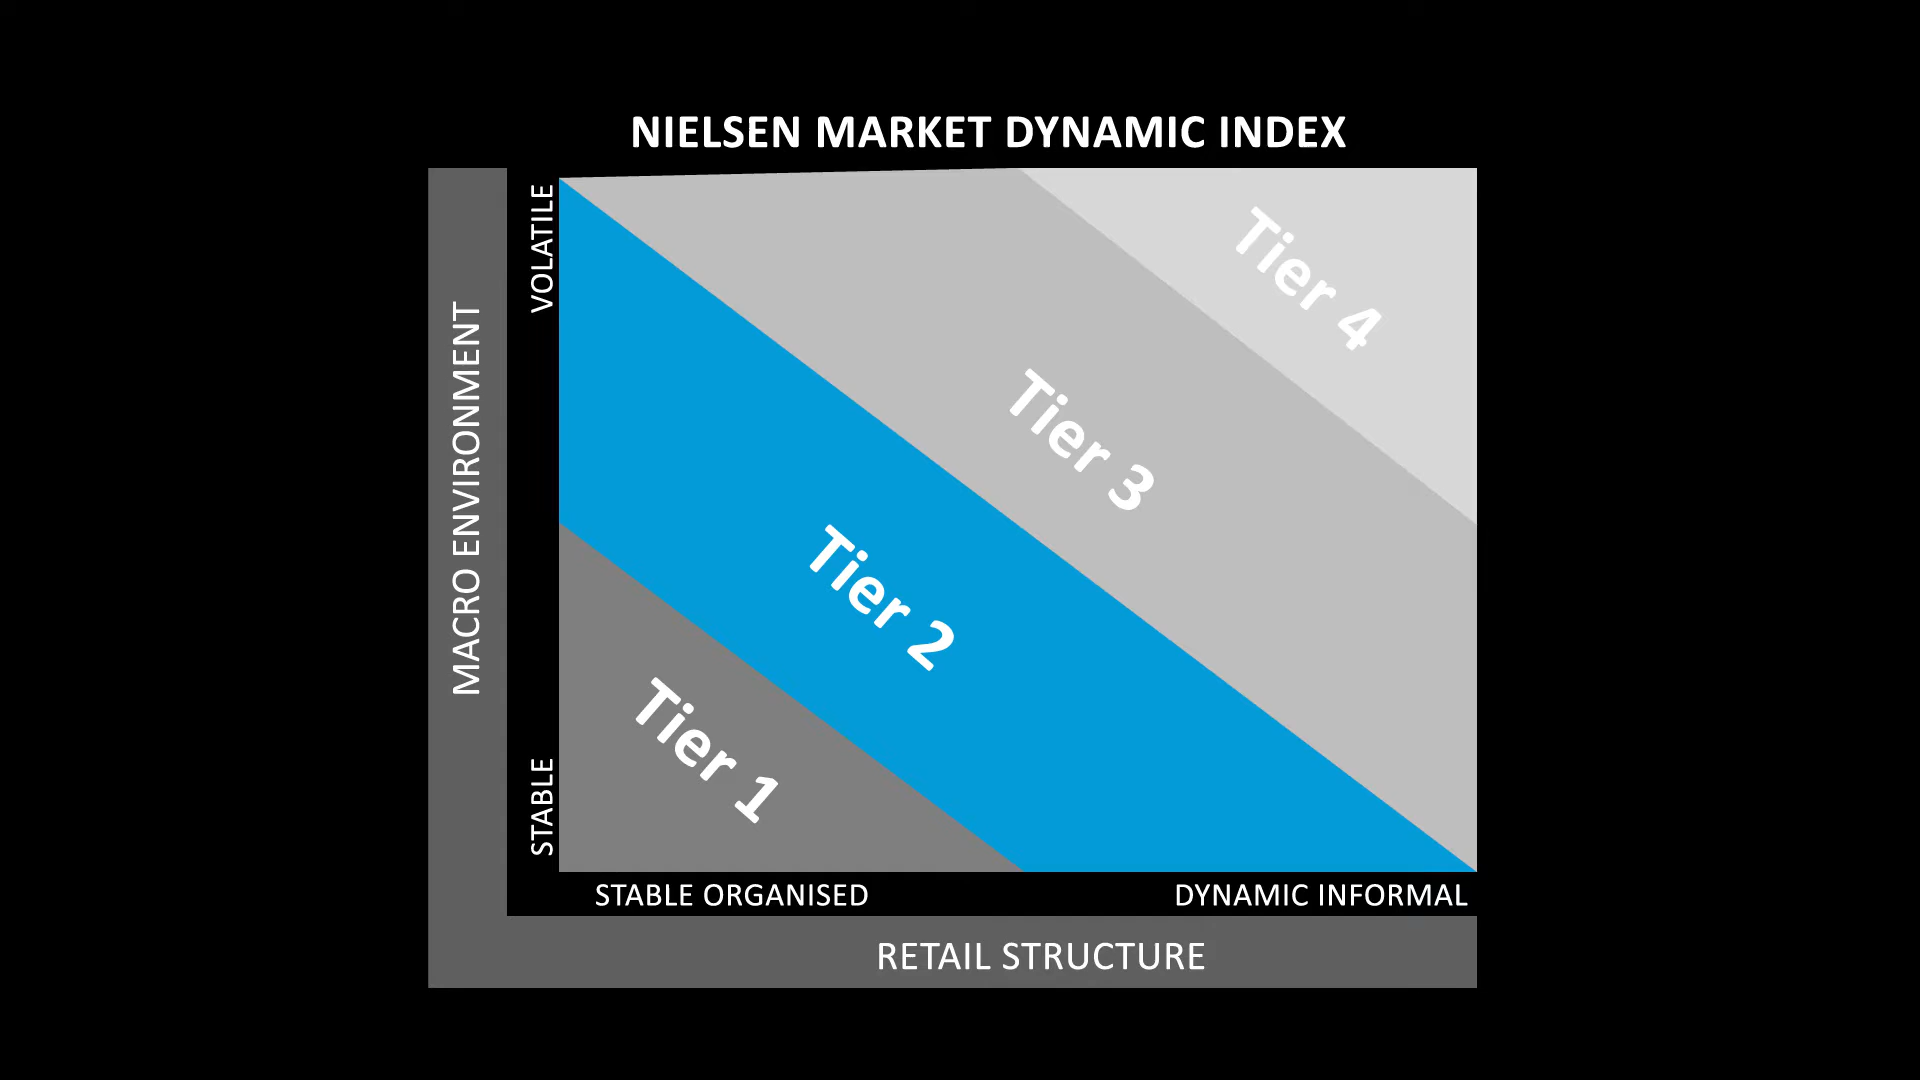 NIELSEN MARKET DYNAMIC INDEX
MACRO ENVIRONMENT
VOLATILE
STABLE
Tier 4
Tier 3
Tier 2
Tier 1
STABLE ORGANISED
DYNAMIC INFORMAL
RETAIL STRUCTURE